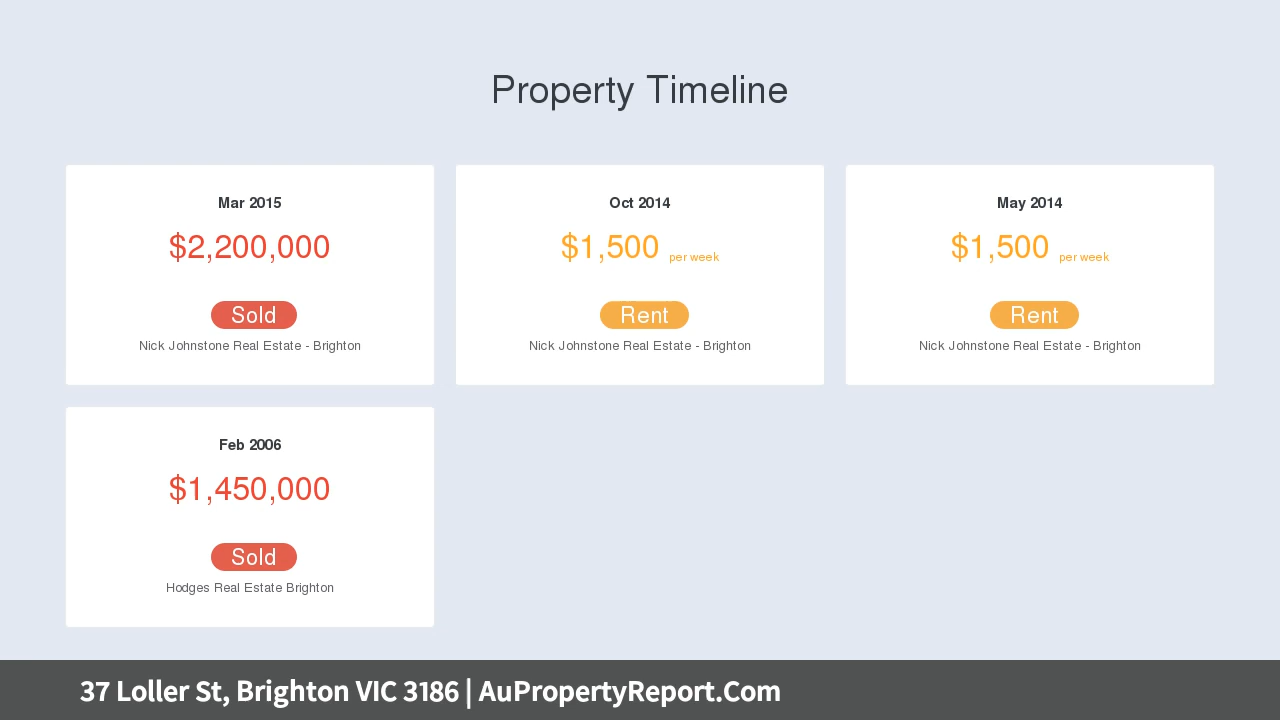 Property Timeline
Mar 2015
$2,200,000
Sold
Nick Johnstone Real Estate - Brighton
Oct 2014
$1,500 per week
Rent
Nick Johnstone Real Estate - Brighton
May 2014
$1,500 per week
Rent
Nick Johnstone Real Estate - Brighton
Feb 2006
$1,450,000
Sold
Hodges Real Estate Brighton
37 Loller St, Brighton VIC 3186 | AuPropertyReport.Com